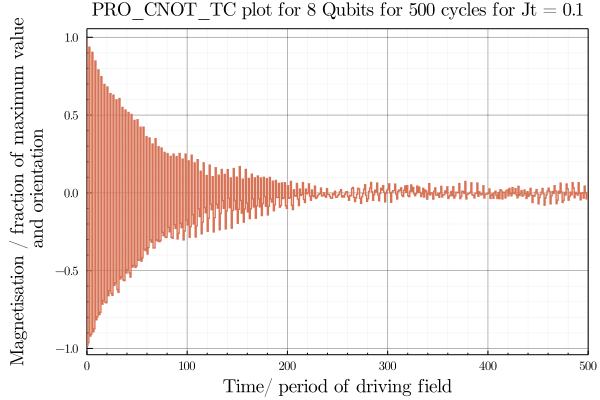 PRO_CNOT_TC plot for 8 Qubits for 500 cycles for Jt = 0.1
Magnetisation / fraction of maximum value
and orientation
1.0
0.5
0.0
−0.5
−1.0
0 100 200 300 400 500
Time/ period of driving field